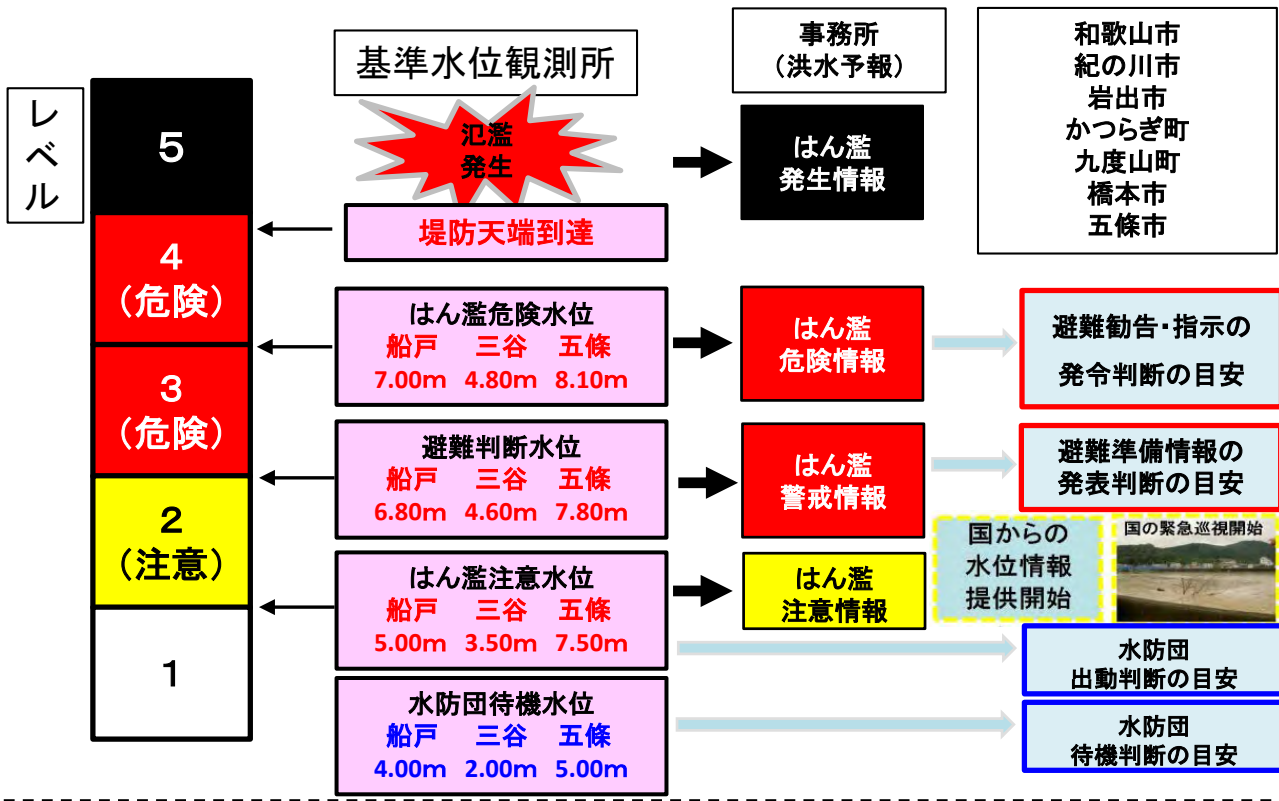 レベル
5
4
（危険）
3
（危険）
2
（注意）
1
基準水位観測所
氾濫
発生
堤防天端到達
はん濫危険水位
船戸 三谷 五條
7.00m 4.80m 8.10m
避難判断水位
船戸 三谷 五條
6.80m 4.60m 7.80m
はん濫注意水位
船戸 三谷 五條
5.00m 3.50m 7.50m
水防団待機水位
船戸 三谷 五條
4.00m 2.00m 5.00m
事務所
（洪水予報）
はん濫
発生情報
はん濫
危険情報
はん濫
警戒情報
はん濫
注意情報
和歌山市
紀の川市
岩出市
かつらぎ町
九度山町
橋本市
五條市
避難勧告・指示の
発令判断の目安
避難準備情報の
発表判断の目安
国からの
水位情報
提供開始
国の緊急巡視開始
水防団
出動判断の目安
水防団
待機判断の目安